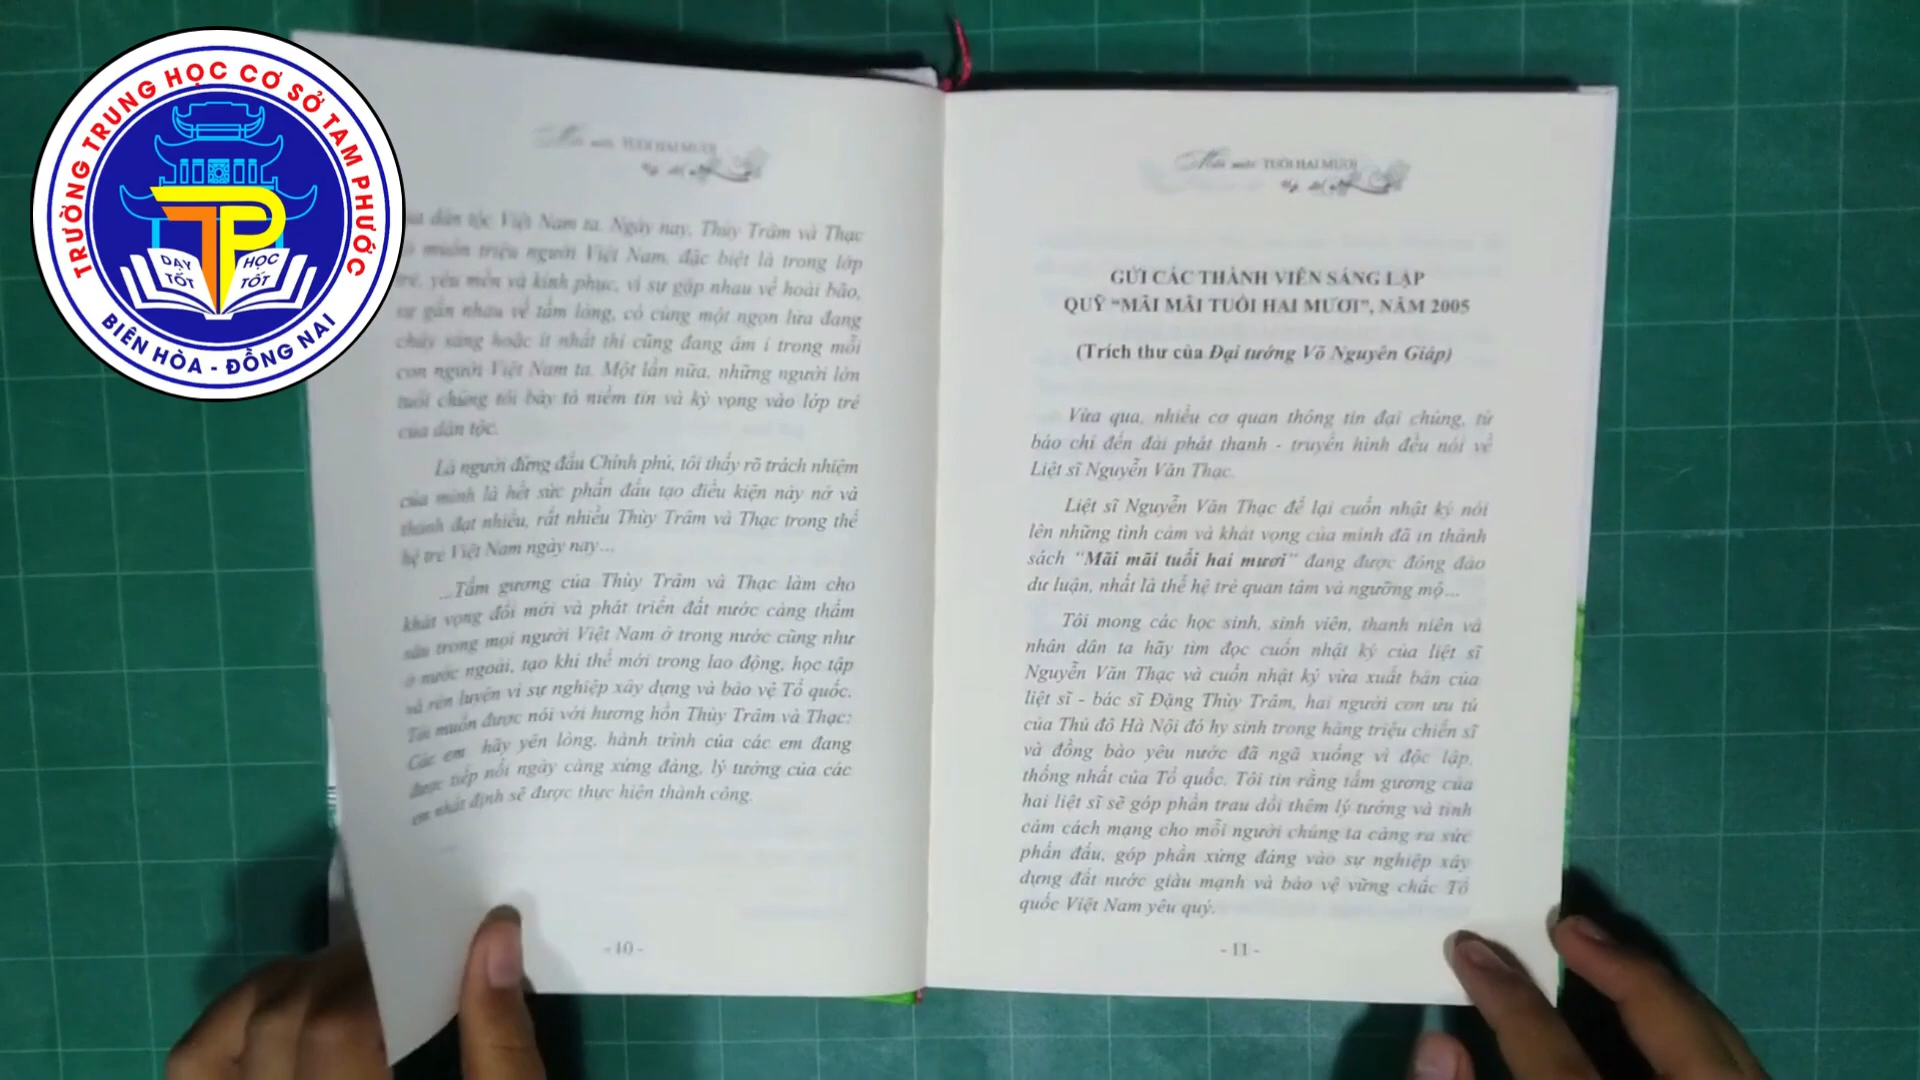 TRƯỜNG TRUNG HỌC CƠ SỞ TAM PHƯỚC
TP
DẠY TỐT
HỌC TỐT
BIÊN HÒA - ĐỒNG NAI
Mãi mãi TUỔI HAI MƯƠI
dân tộc Việt Nam ta. Ngày nay, Thùy Trâm và Thạc
muôn triệu người Việt Nam, đặc biệt là trong lớp
trẻ, yêu mến và kính phục, vì sự gặp nhau về hoài bão,
sự gần nhau về tấm lòng, có cùng một ngọn lửa đang
cháy sáng hoặc ít nhất thì cũng đang âm ỉ trong mỗi
con người Việt Nam ta. Một lần nữa, những người lớn
tuổi chúng tôi bày tỏ niềm tin và kỳ vọng vào lớp trẻ
của dân tộc.
Là người đứng đầu Chính phủ, tôi thấy rõ trách nhiệm
của mình là hết sức phấn đấu tạo điều kiện nảy nở và
thành đạt nhiều, rất nhiều Thùy Trâm và Thạc trong thế
hệ trẻ Việt Nam ngày nay...
...Tấm gương của Thùy Trâm và Thạc làm cho
khát vọng đổi mới và phát triển đất nước càng thấm
sâu trong mọi người Việt Nam ở trong nước cũng như
ở nước ngoài, tạo khí thế mới trong lao động, học tập
và rèn luyện vì sự nghiệp xây dựng và bảo vệ Tổ quốc.
Tôi muốn được nói với hương hồn Thùy Trâm và Thạc:
Các em hãy yên lòng, hành trình của các em đang
được tiếp nối ngày càng xứng đáng, lý tưởng của các
em nhất định sẽ được thực hiện thành công.
- 10 -
Mãi mãi TUỔI HAI MƯƠI
GỬI CÁC THÀNH VIÊN SÁNG LẬP
QUỸ “MÃI MÃI TUỔI HAI MƯƠI”, NĂM 2005
(Trích thư của Đại tướng Võ Nguyên Giáp)
Vừa qua, nhiều cơ quan thông tin đại chúng, từ
báo chí đến đài phát thanh - truyền hình đều nói về
Liệt sĩ Nguyễn Văn Thạc.
Liệt sĩ Nguyễn Văn Thạc để lại cuốn nhật ký nói
lên những tình cảm và khát vọng của mình đã in thành
sách “Mãi mãi tuổi hai mươi” đang được đông đảo
dư luận, nhất là thế hệ trẻ quan tâm và ngưỡng mộ...
Tôi mong các học sinh, sinh viên, thanh niên và
nhân dân ta hãy tìm đọc cuốn nhật ký của liệt sĩ
Nguyễn Văn Thạc và cuốn nhật ký vừa xuất bản của
liệt sĩ - bác sĩ Đặng Thùy Trâm, hai người con ưu tú
của Thủ đô Hà Nội đó hy sinh trong hàng triệu chiến sĩ
và đồng bào yêu nước đã ngã xuống vì độc lập,
thống nhất của Tổ quốc. Tôi tin rằng tấm gương của
hai liệt sĩ sẽ góp phần trau dồi thêm lý tưởng và tình
cảm cách mạng cho mỗi người chúng ta càng ra sức
phấn đấu, góp phần xứng đáng vào sự nghiệp xây
dựng đất nước giàu mạnh và bảo vệ vững chắc Tổ
quốc Việt Nam yêu quý.
- 11 -